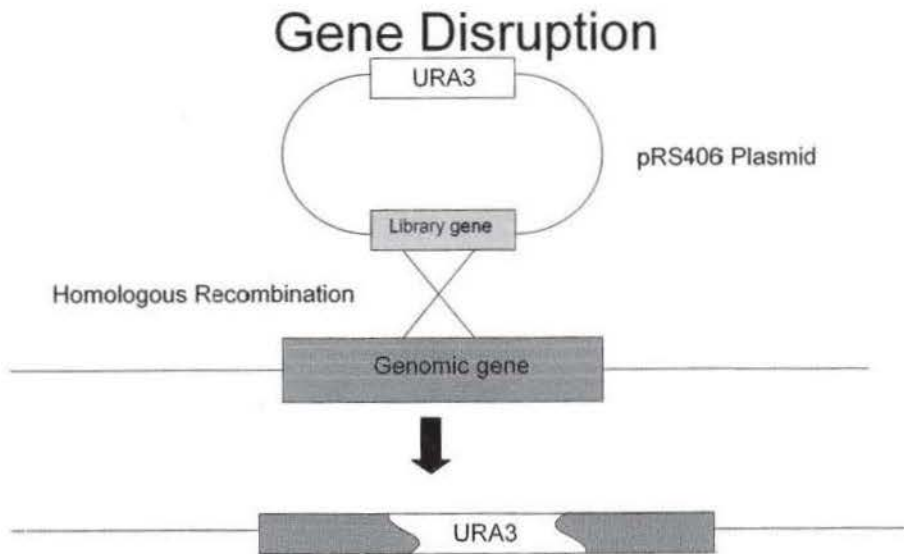 Gene Disruption
URA3
pRS406 Plasmid
Library gene
Homologous Recombination
Genomic gene
URA3